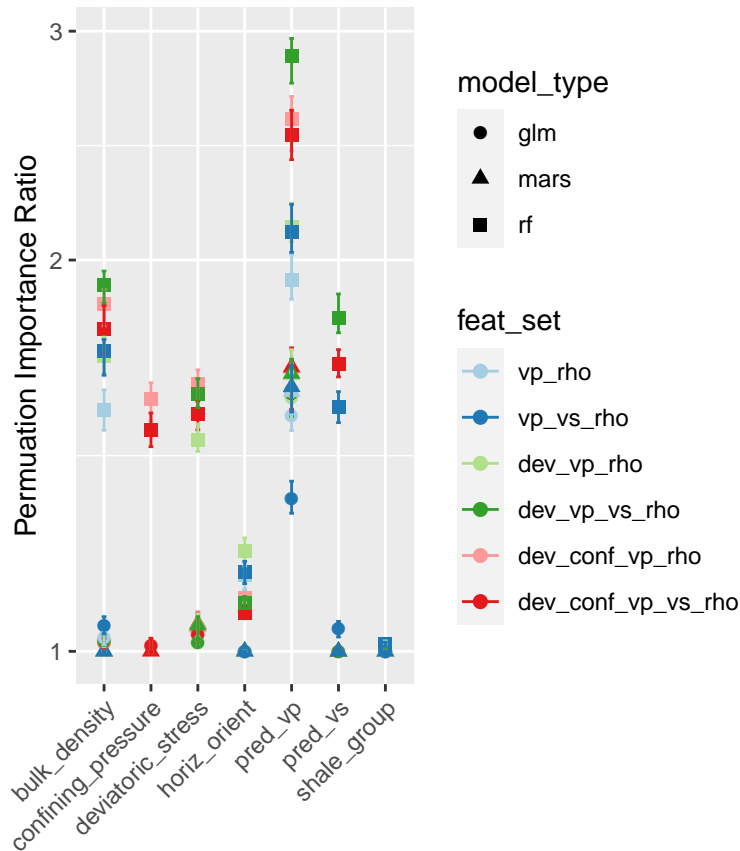 3
2
1
Permuation Importance Ratio
bulk_density
confining_pressure
deviatoric_stress
horiz_orient
pred_vp
pred_vs
shale_group
model_type
glm
mars
rf
feat_set
vp_rho
vp_vs_rho
dev_vp_rho
dev_vp_vs_rho
dev_conf_vp_rho
dev_conf_vp_vs_rho